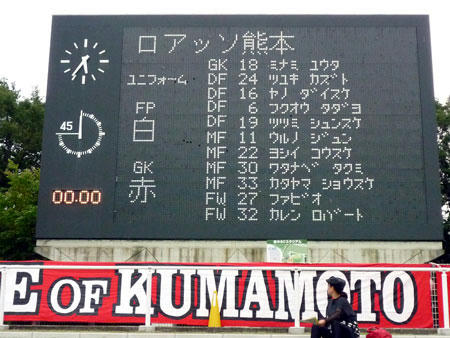 ロアッソ熊本
ユニフォーム
FP
白
GK
赤
GK 18 ミナミ ユウタ
DF 24 ツユキ カズト
DF 16 ヤノ ダイスケ
DF 6 フクオウ タダヨ
DF 19 ツツミ シュンスケ
MF 11 ウルノ ジュン
MF 22 ヨシイ コウスケ
MF 30 ワタナベ タクミ
MF 33 カタヤマ ショウスケ
FW 27 ファビオ
FW 32 カレン ロバート
45
00.00
E OF KUMAMOTO